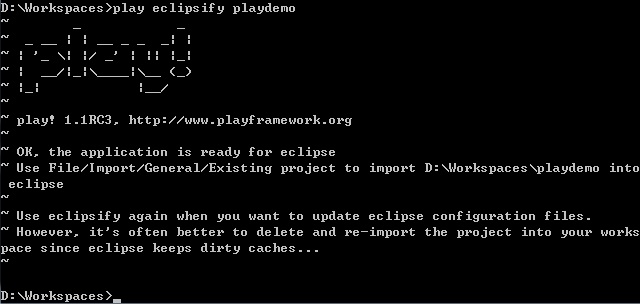 D:\Workspaces>play eclipsify playdemo
~        _            _
~  _ __ | | __ _ _  _| |
~ | '_ \| |/ _' | || |_|
~ |  __/|_|\____|\__ (_)
~ |_|            |__/
~
~ play! 1.1RC3, http://www.playframework.org
~
~ OK, the application is ready for eclipse
~ Use File/Import/General/Existing project to import D:\Workspaces\playdemo into
 eclipse
~
~ Use eclipsify again when you want to update eclipse configuration files.
~ However, it's often better to delete and re-import the project into your works
pace since eclipse keeps dirty caches...
~
D:\Workspaces>_